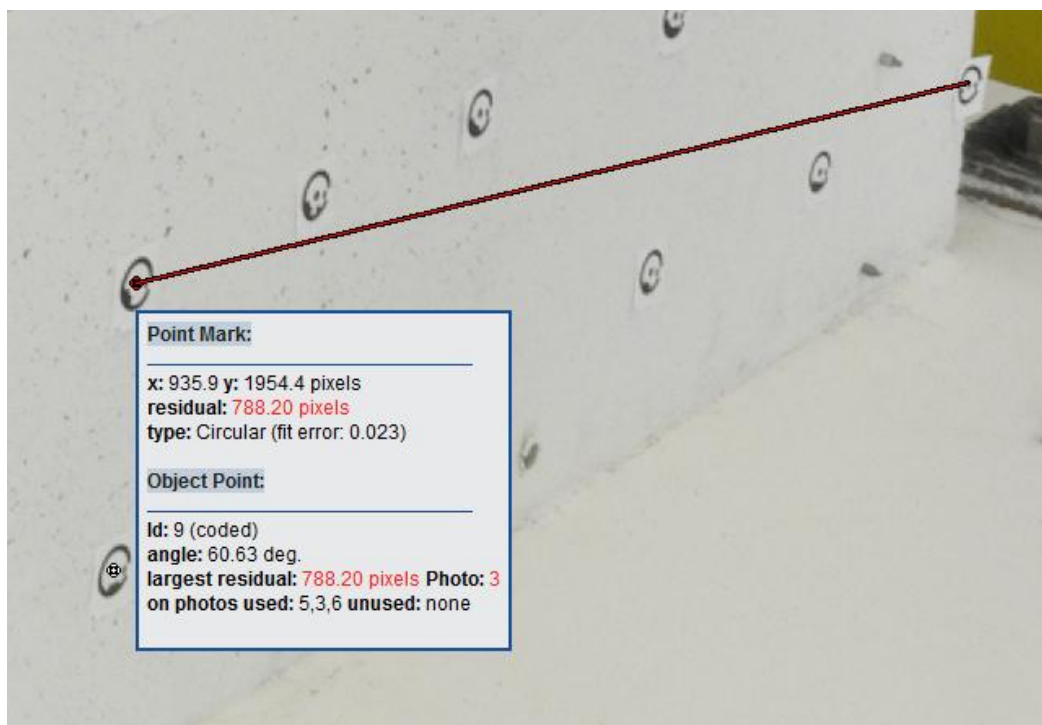 Point Mark:
x: 935.9 y: 1954.4 pixels
residual: 788.20 pixels
type: Circular (fit error: 0.023)
Object Point:
Id: 9 (coded)
angle: 60.63 deg.
largest residual: 788.20 pixels Photo: 3
on photos used: 5,3,6 unused: none